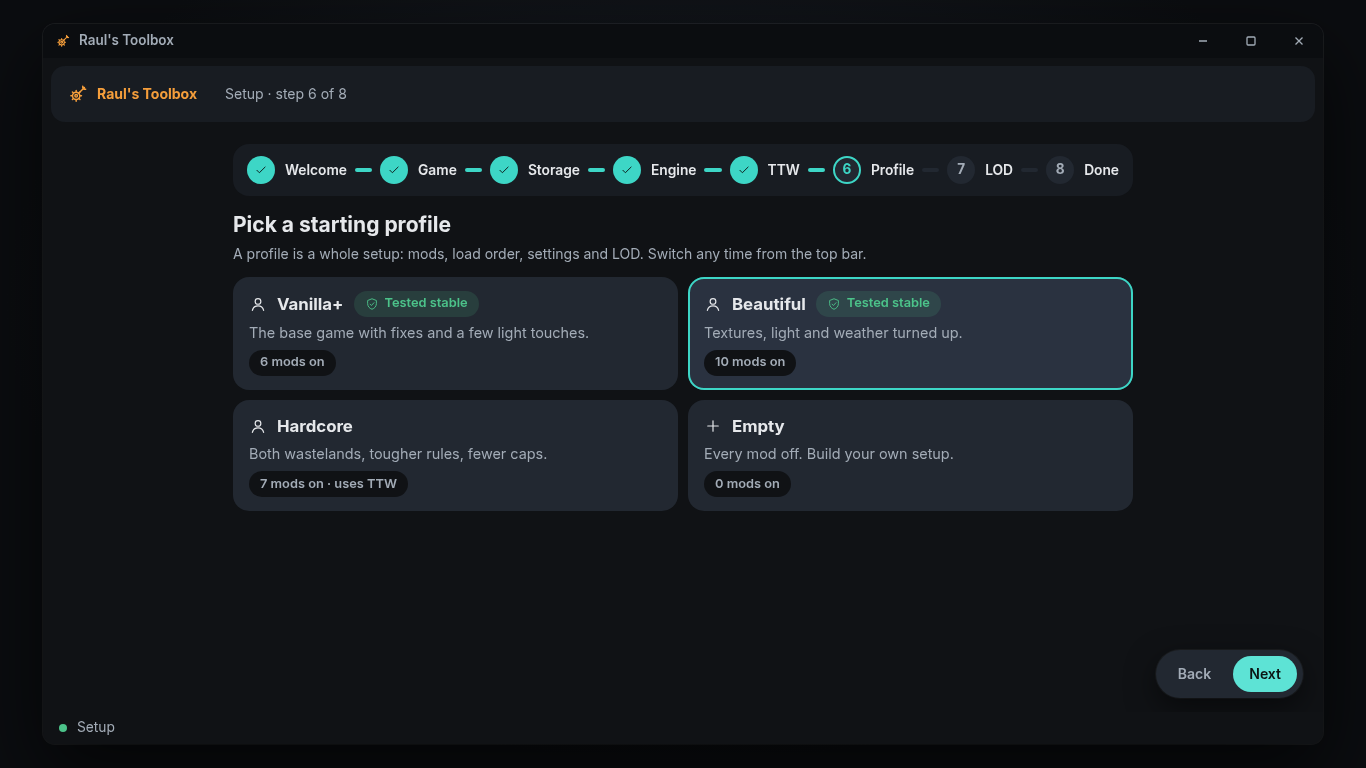 Raul's Toolbox
Raul's Toolbox Setup · step 6 of 8
Welcome Game Storage Engine TTW 6 Profile 7 LOD 8 Done
Pick a starting profile
A profile is a whole setup: mods, load order, settings and LOD. Switch any time from the top bar.
Vanilla+ Tested stable
The base game with fixes and a few light touches.
6 mods on
Beautiful Tested stable
Textures, light and weather turned up.
10 mods on
Hardcore
Both wastelands, tougher rules, fewer caps.
7 mods on · uses TTW
Empty
Every mod off. Build your own setup.
0 mods on
Back Next
Setup